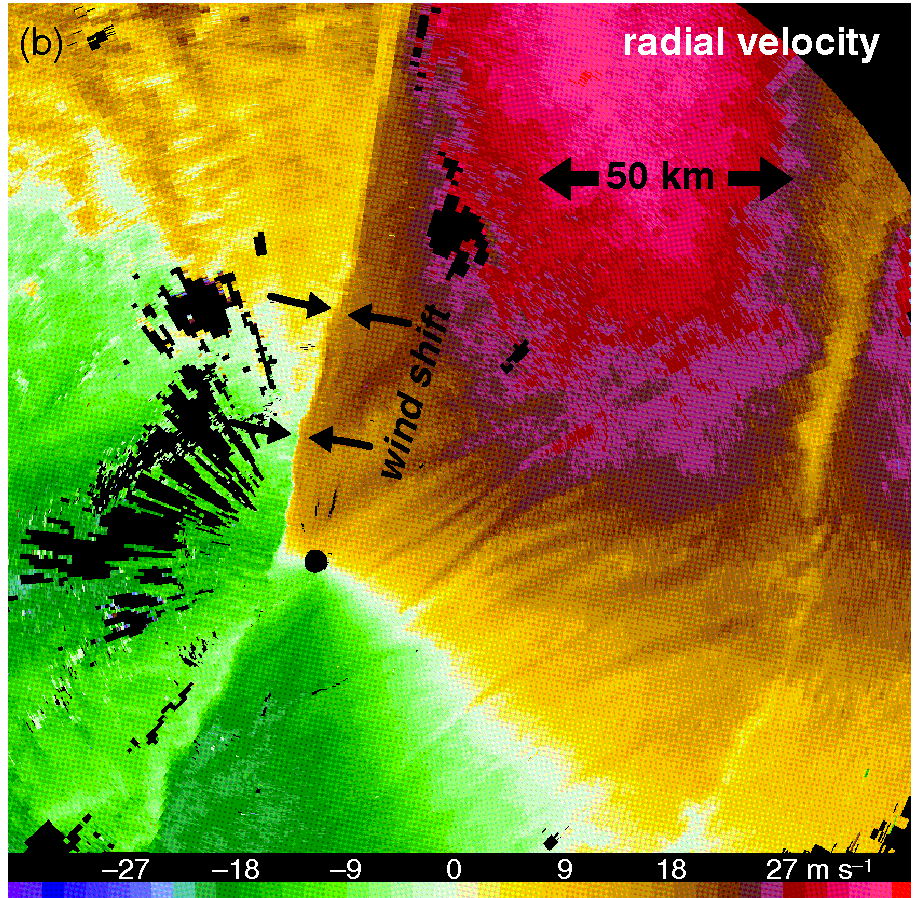 (b)
radial velocity
50 km
wind shift
−27 −18 −9 0 9 18 27 m s⁻¹